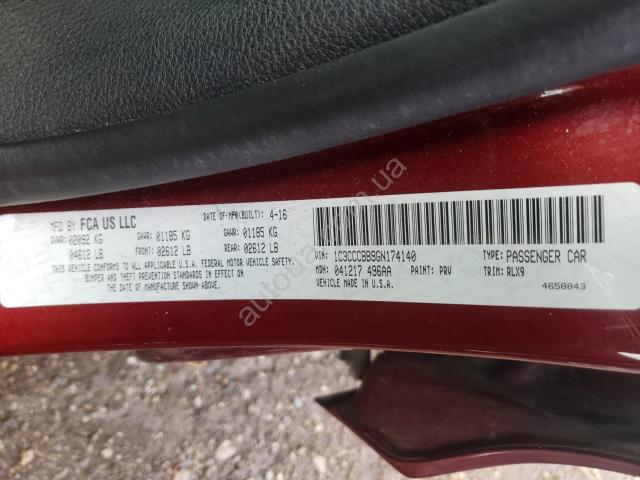 MFD BY FCA US LLC
DATE OF MFR(BUILT): 4-16
GVWR: 02092 KG
GAWR: 01185 KG
GAWR: 01185 KG
04612 LB
FRONT: 02612 LB
REAR: 02612 LB
THIS VEHICLE CONFORMS TO ALL APPLICABLE U.S.A. FEDERAL MOTOR VEHICLE SAFETY,
BUMPER AND THEFT PREVENTION STANDARDS IN EFFECT ON
THE DATE OF MANUFACTURE SHOWN ABOVE.
VIN: 1C3CCCBB9GN174140
TYPE: PASSENGER CAR
MDH: 041217 496AA
PAINT: PRV
TRIM: RLX9
VEHICLE MADE IN U.S.A.
4658843
autoua.com.ua